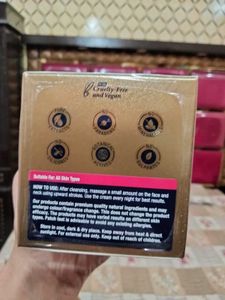 Cruelty-Free
and Vegan
Suitable For: All Skin Types
HOW TO USE: After cleansing, massage a small amount on the face and
neck using upward strokes. Use the cream every night for best results.
Our products contain premium quality natural ingredients and may
undergo colour/fragrance change. This does not change the product
efficacy. The products may have varied results on different skin
types. Patch test is advisable to avoid any existing allergies.
Store in cool, dark & dry place. Keep away from heat & direct
sunlight. For external use only. Keep out of reach of children.